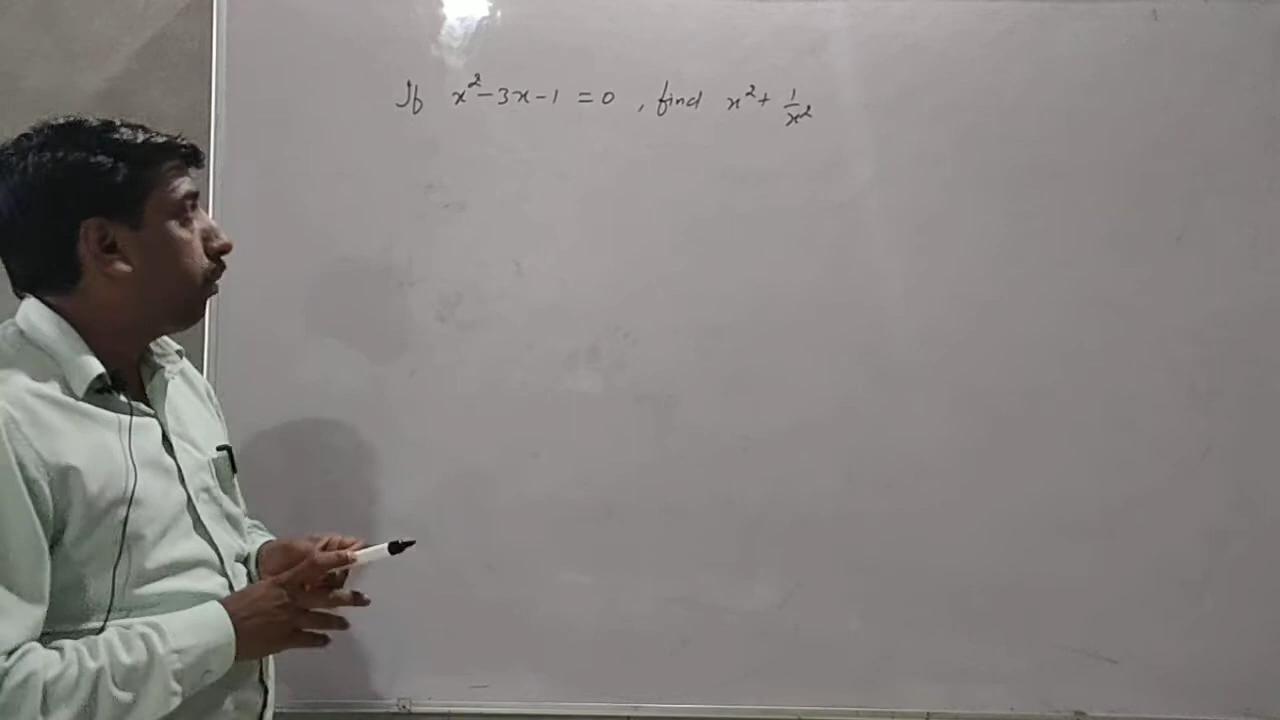 If x² - 3x - 1 = 0 , find x² + 1/x²